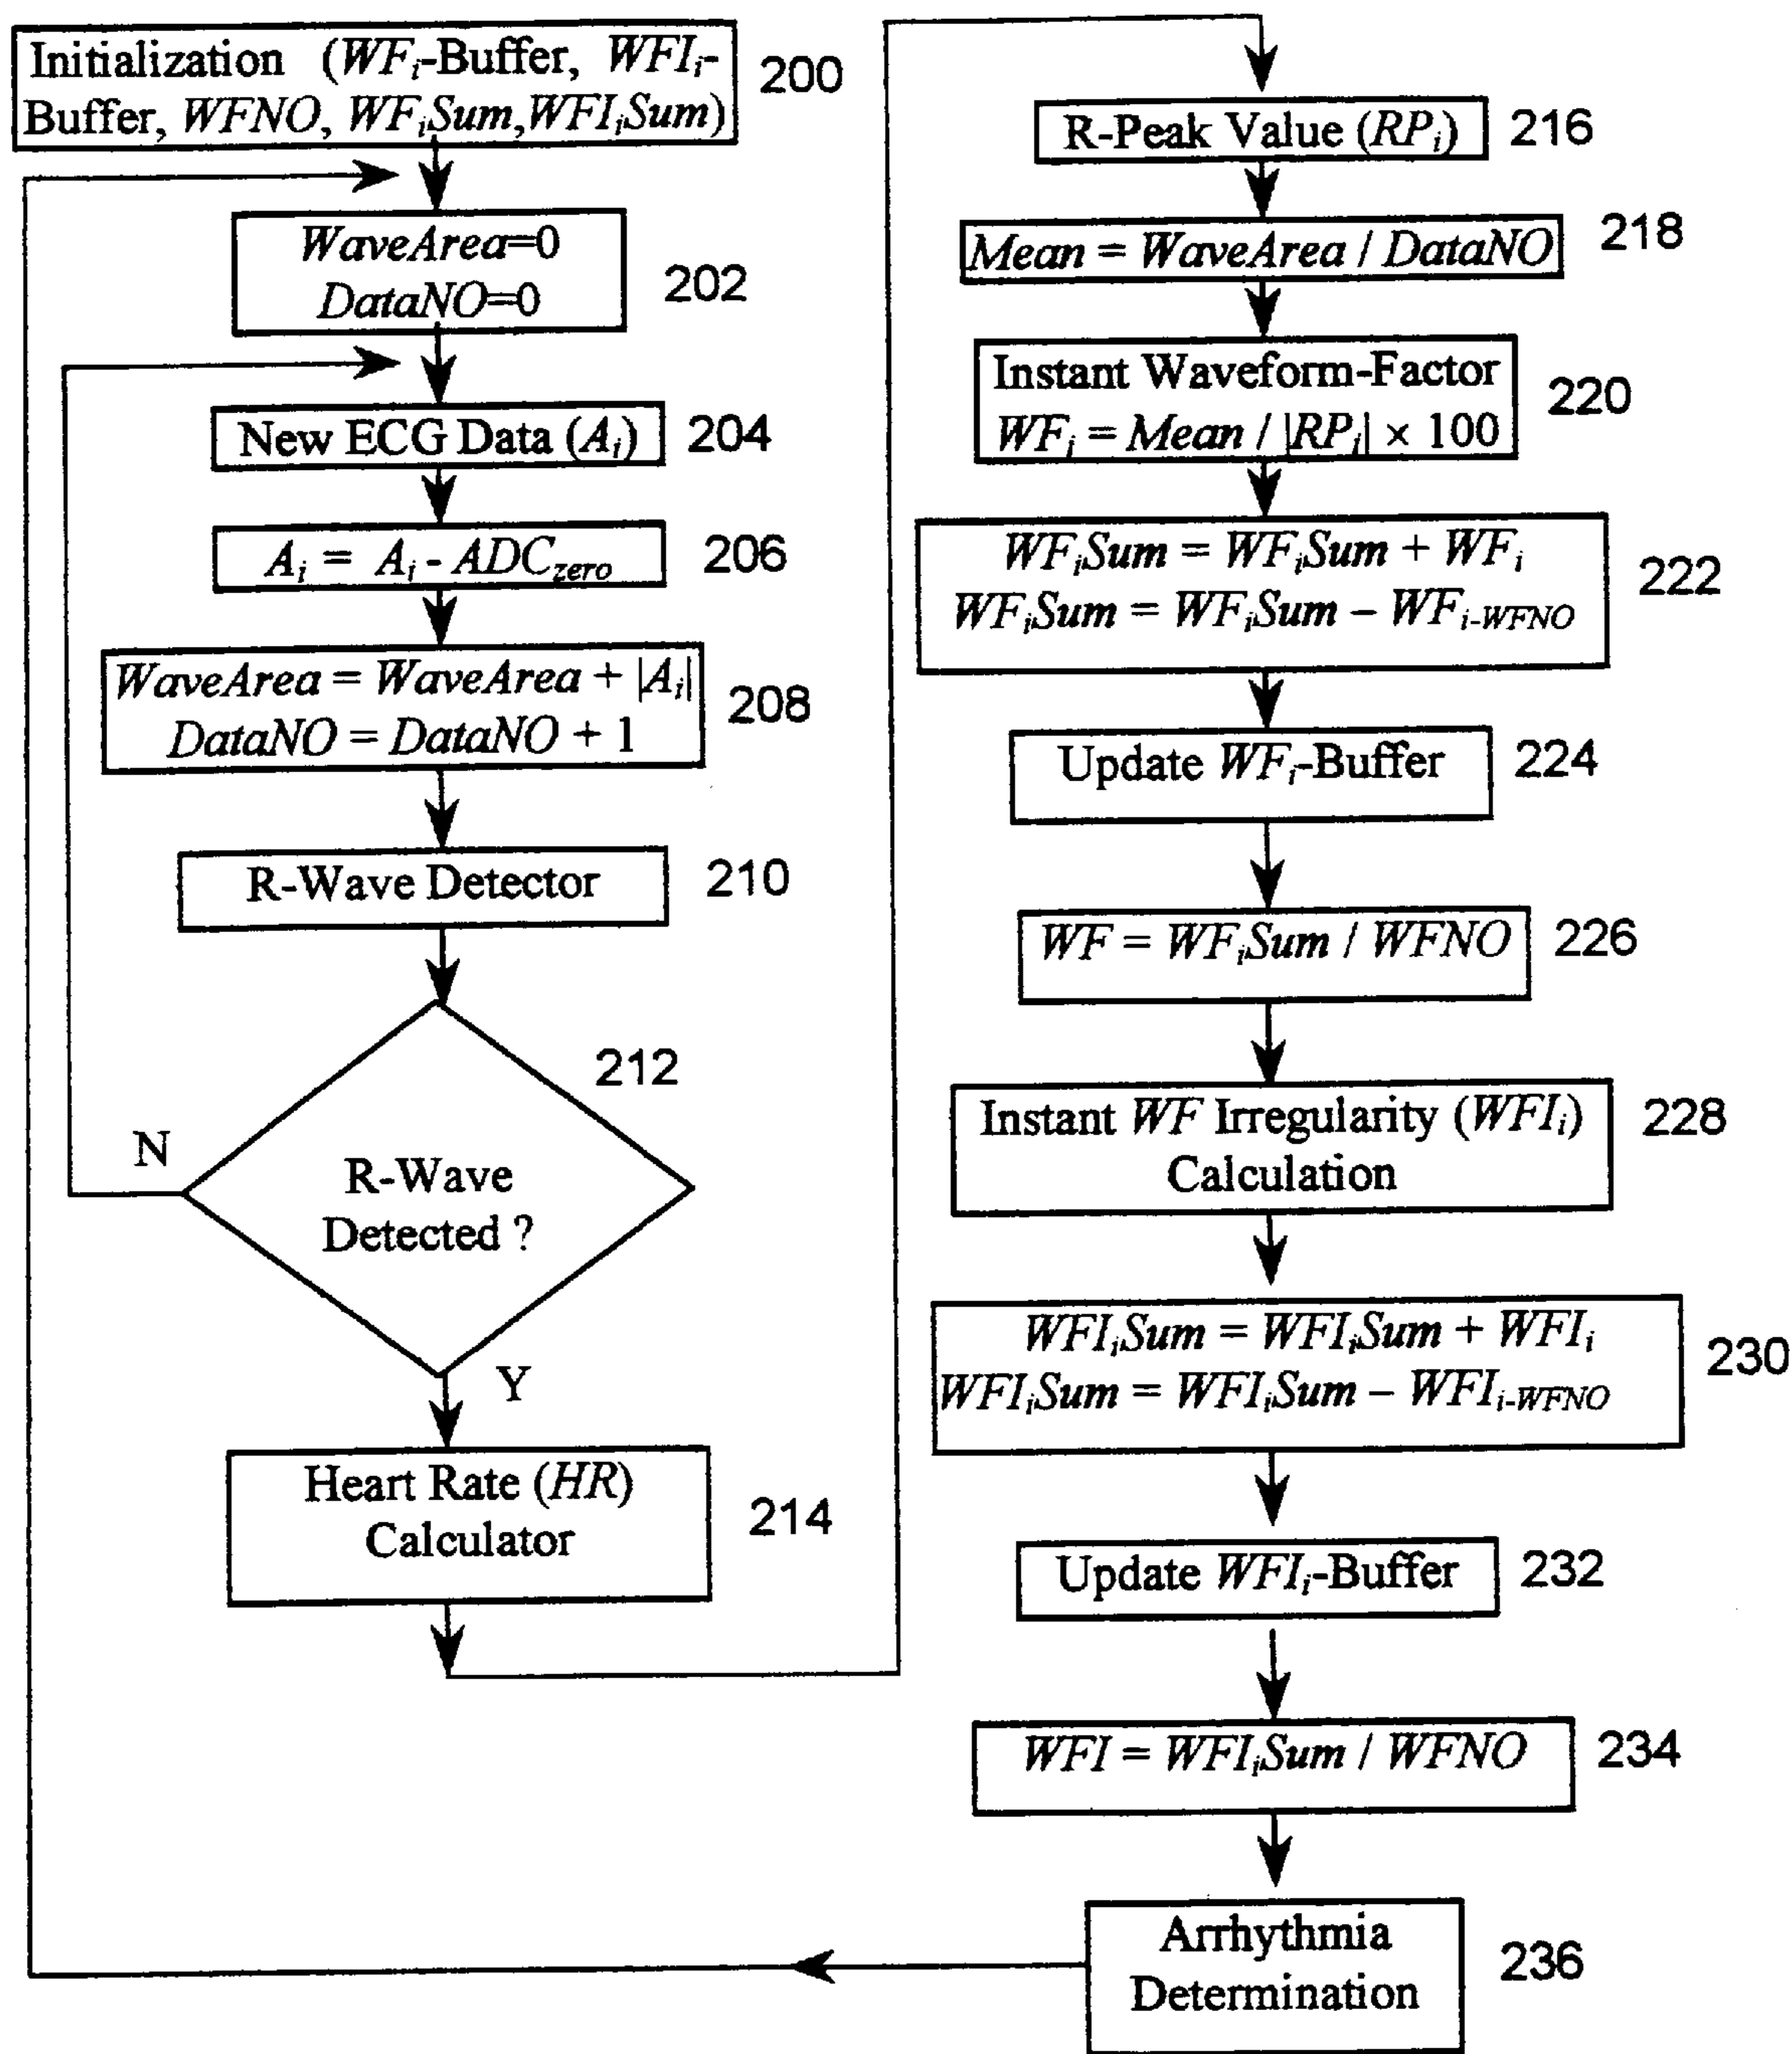 Initialization (WFi-Buffer, WFIi-
Buffer, WFNO, WFiSum,WFIiSum)
200
WaveArea=0
DataNO=0
202
New ECG Data (Ai)
204
Ai = Ai - ADCzero
206
WaveArea = WaveArea + |Ai|
DataNO = DataNO + 1
208
R-Wave Detector
210
212
R-Wave
Detected ?
N
Y
Heart Rate (HR)
Calculator
214
R-Peak Value (RPi)
216
Mean = WaveArea / DataNO
218
Instant Waveform-Factor
WFi = Mean / |RPi| × 100
220
WFiSum = WFiSum + WFi
WFiSum = WFiSum – WFi-WFNO
222
Update WFi-Buffer
224
WF = WFiSum / WFNO
226
Instant WF Irregularity (WFIi)
Calculation
228
WFIiSum = WFIiSum + WFIi
WFIiSum = WFIiSum – WFIi-WFNO
230
Update WFIi-Buffer
232
WFI = WFIiSum / WFNO
234
Arrhythmia
Determination
236